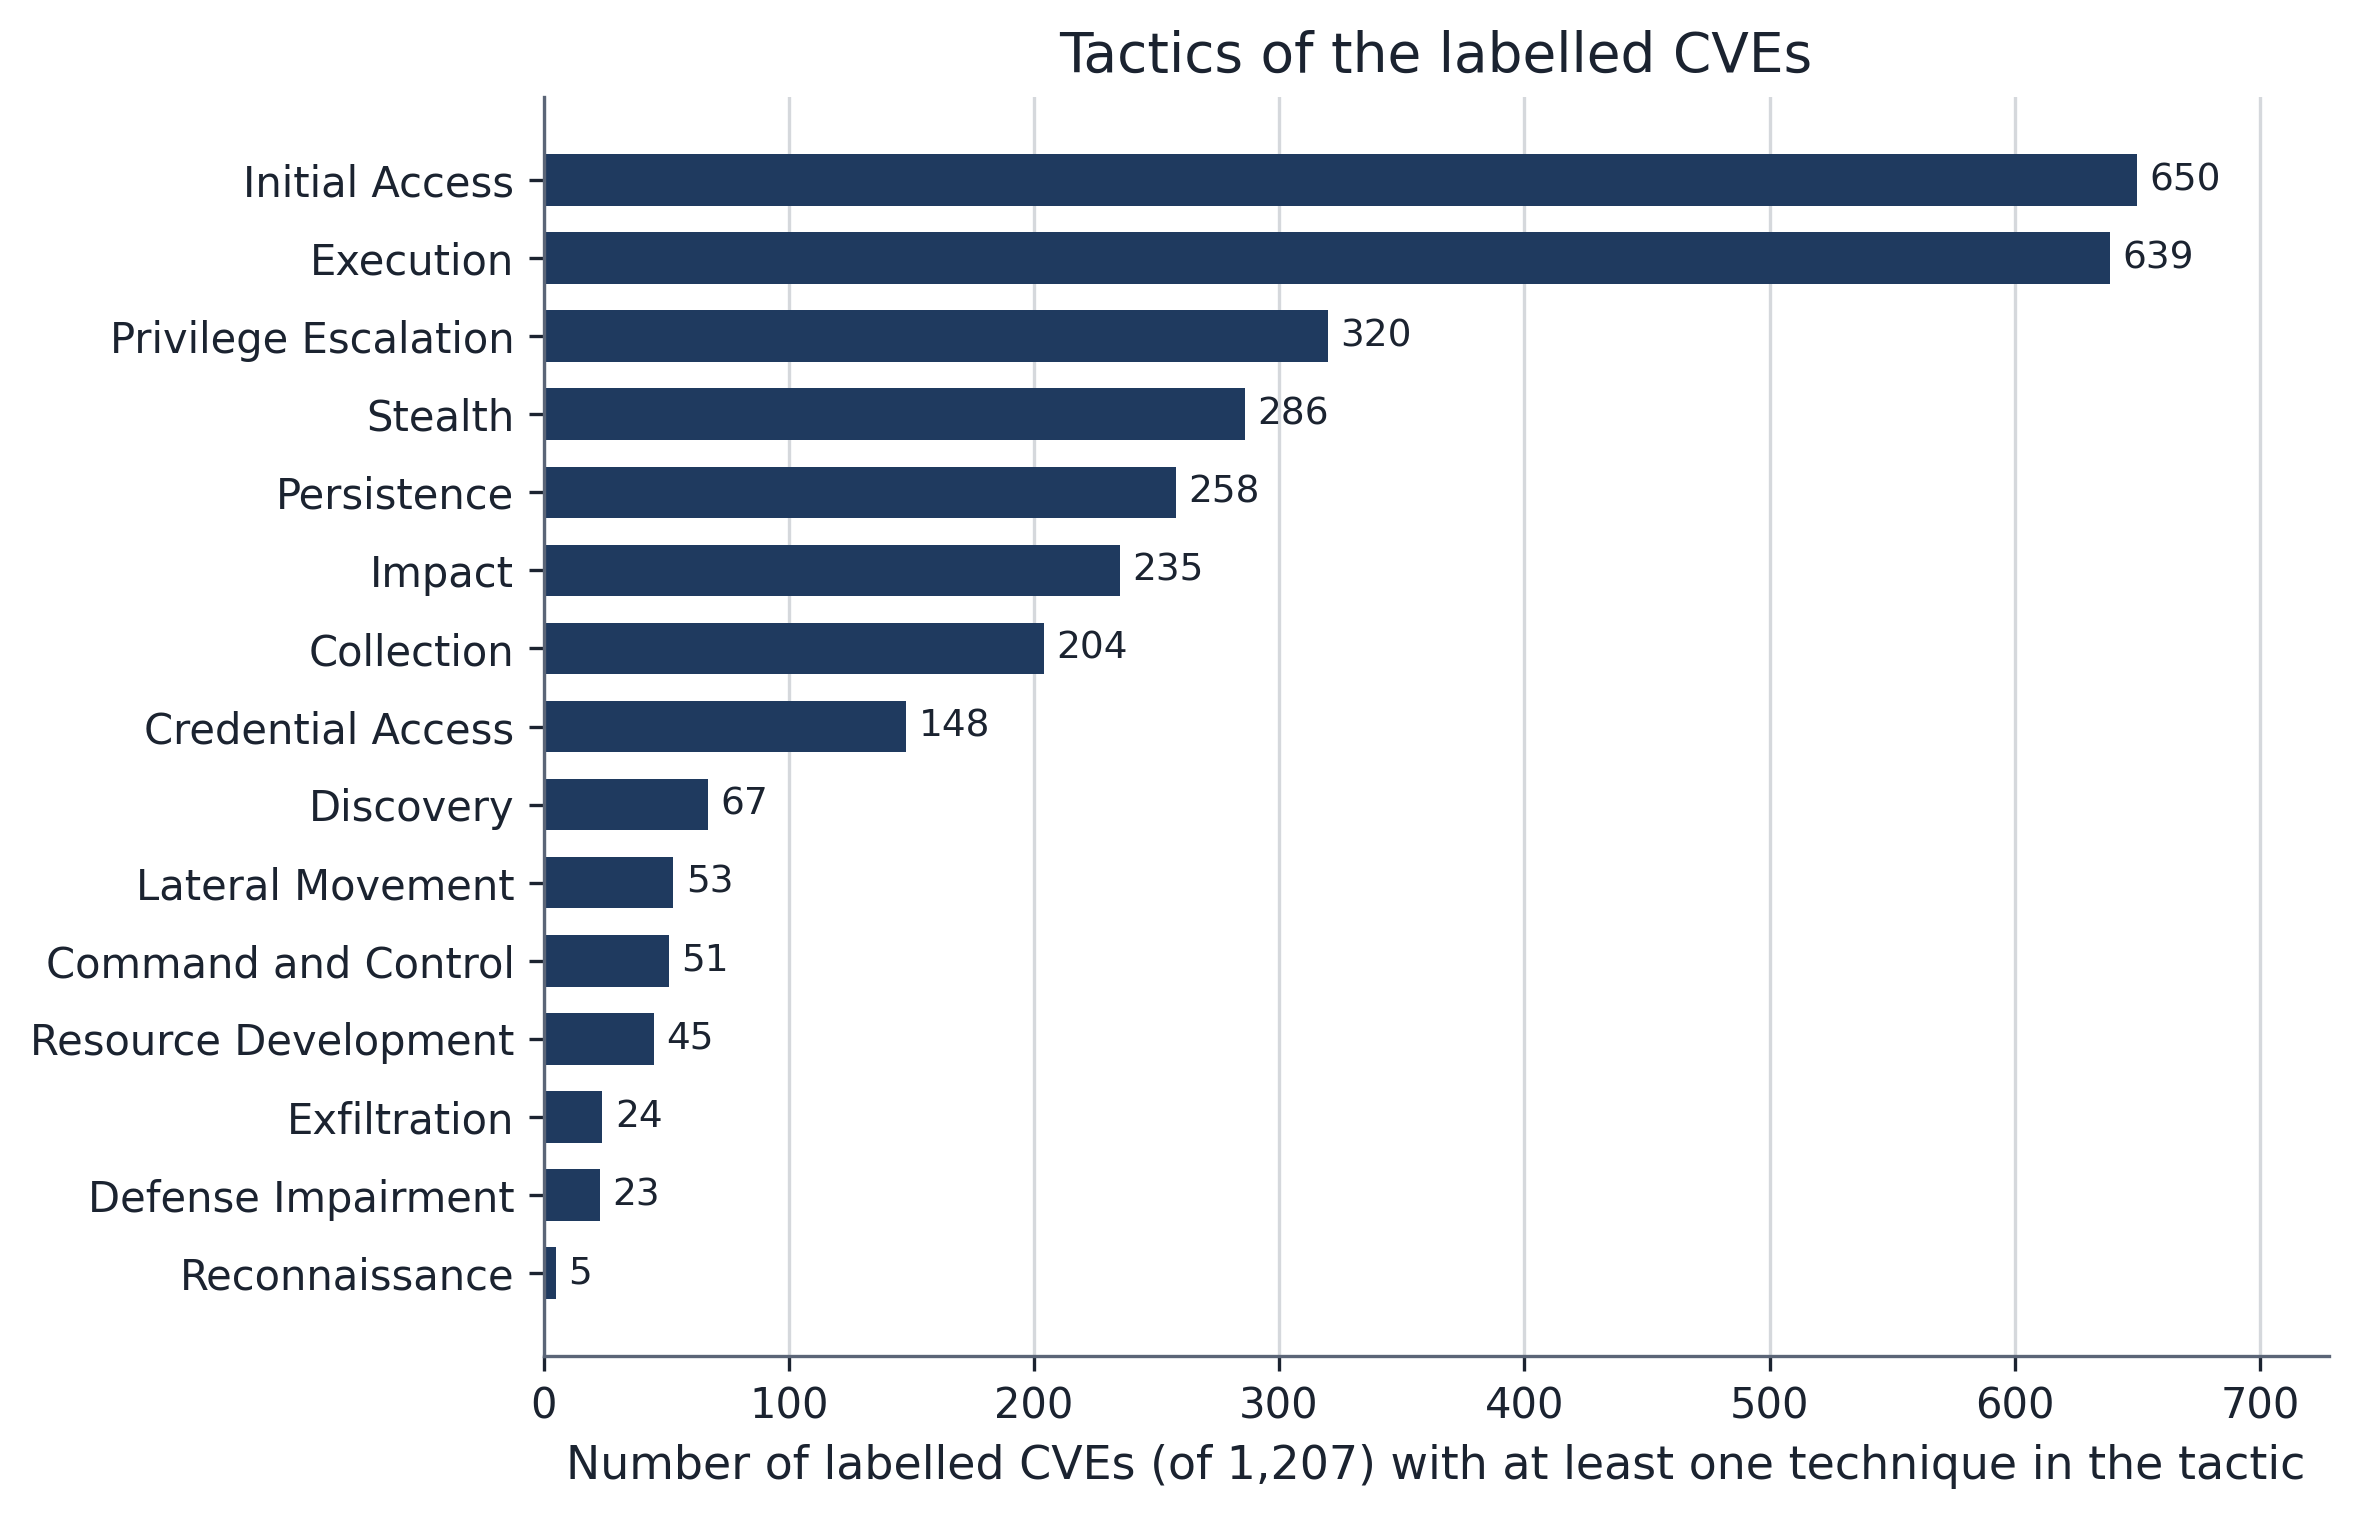 Tactics of the labelled CVEs
Initial Access 650
Execution 639
Privilege Escalation 320
Stealth 286
Persistence 258
Impact 235
Collection 204
Credential Access 148
Discovery 67
Lateral Movement 53
Command and Control 51
Resource Development 45
Exfiltration 24
Defense Impairment 23
Reconnaissance 5
0 100 200 300 400 500 600 700
Number of labelled CVEs (of 1,207) with at least one technique in the tactic